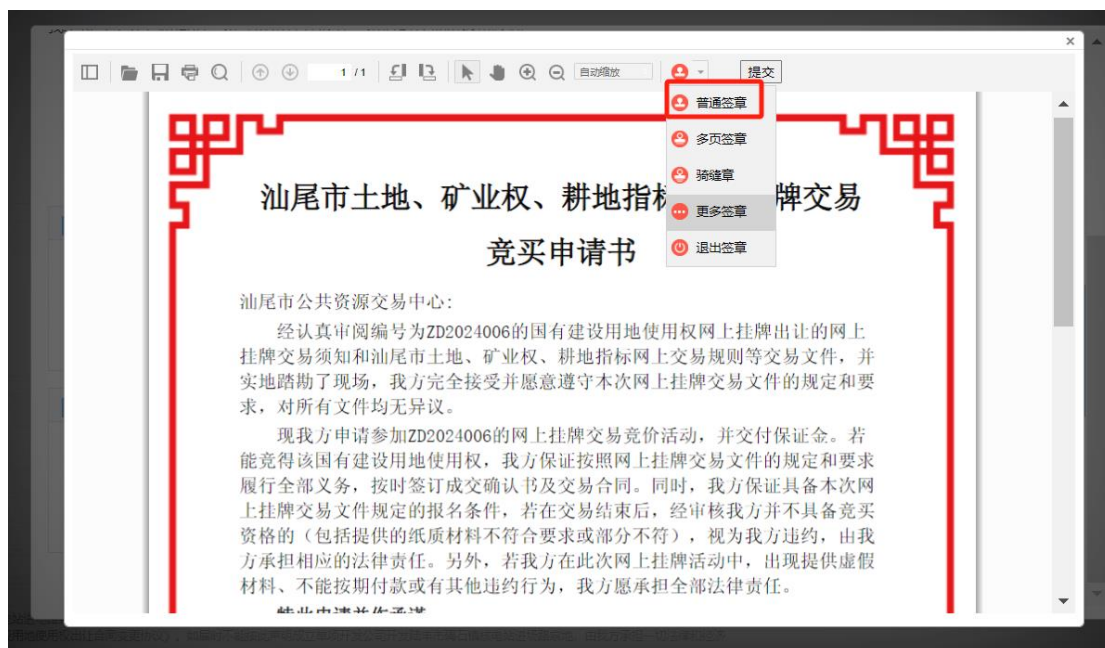 ×
1 /1
自动缩放
提交
普通签章
多页签章
骑缝章
更多签章
退出签章
汕尾市土地、矿业权、耕地指
牌交易
竞买申请书
汕尾市公共资源交易中心:
经认真审阅编号为ZD2024006的国有建设用地使用权网上挂牌出让的网上
挂牌交易须知和汕尾市土地、矿业权、耕地指标网上交易规则等交易文件，并
实地踏勘了现场，我方完全接受并愿意遵守本次网上挂牌交易文件的规定和要
求，对所有文件均无异议。
现我方申请参加ZD2024006的网上挂牌交易竞价活动，并交付保证金。若
能竞得该国有建设用地使用权，我方保证按照网上挂牌交易文件的规定和要求
履行全部义务，按时签订成交确认书及交易合同。同时，我方保证具备本次网
上挂牌交易文件规定的报名条件，若在交易结束后，经审核我方并不具备竞买
资格的（包括提供的纸质材料不符合要求或部分不符），视为我方违约，由我
方承担相应的法律责任。另外，若我方在此次网上挂牌活动中，出现提供虚假
材料、不能按期付款或有其他违约行为，我方愿承担全部法律责任。